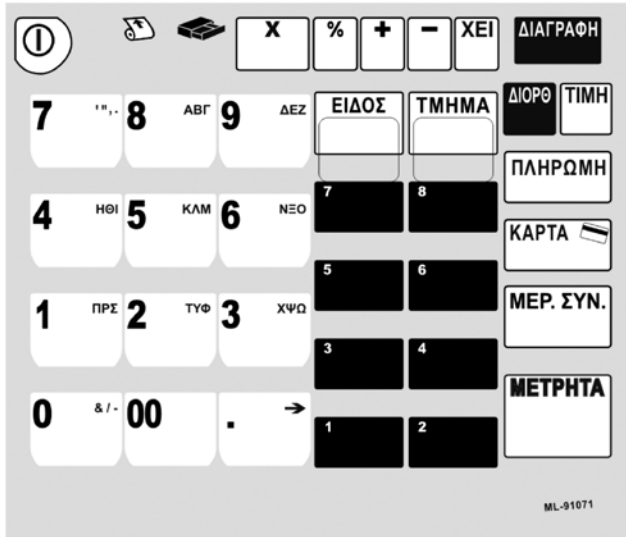 X % + − XEI ΔΙΑΓΡΑΦΗ
7 '",. 8 ΑΒΓ 9 ΔΕΖ ΕΙΔΟΣ ΤΜΗΜΑ ΔΙΟΡΘ ΤΙΜΗ
ΠΛΗΡΩΜΗ
7 8
4 ΗΘΙ 5 ΚΛΜ 6 ΝΞΟ ΚΑΡΤΑ
5 6
1 ΠΡΣ 2 ΤΥΦ 3 ΧΨΩ ΜΕΡ. ΣΥΝ.
3 4
0 & / - 00 . → ΜΕΤΡΗΤΑ
1 2
ML-91071